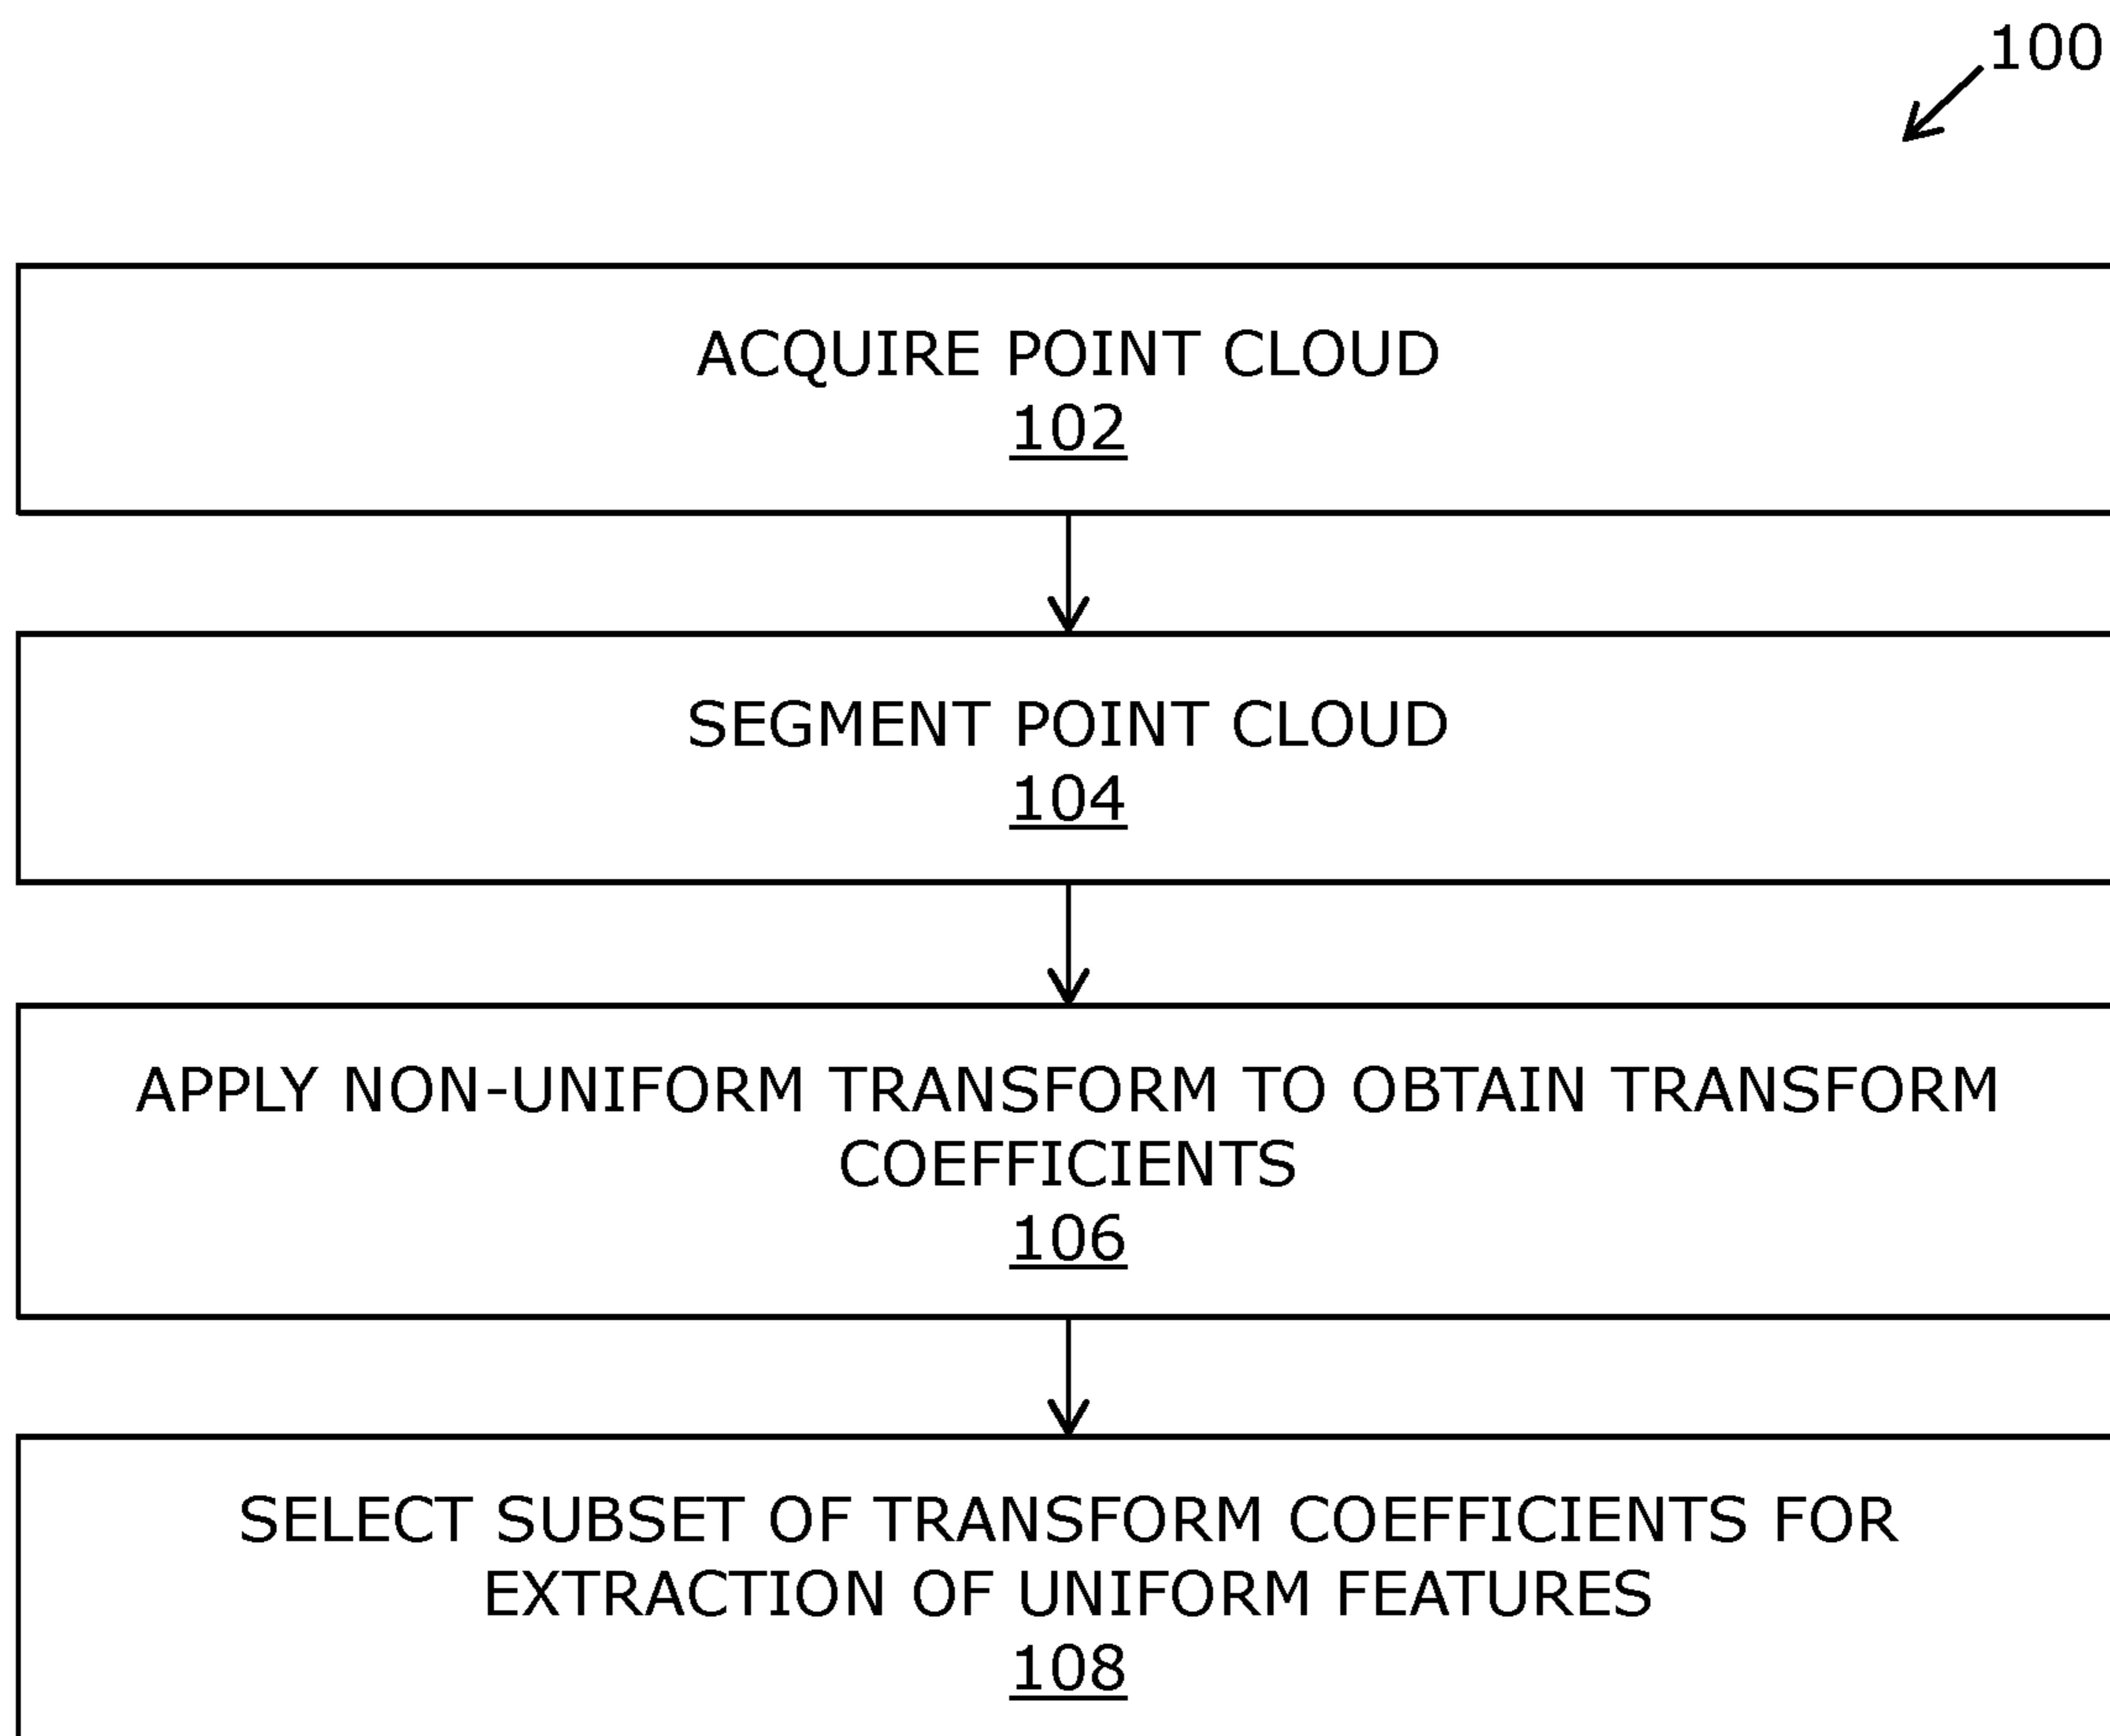 100
ACQUIRE POINT CLOUD
102
SEGMENT POINT CLOUD
104
APPLY NON-UNIFORM TRANSFORM TO OBTAIN TRANSFORM
COEFFICIENTS
106
SELECT SUBSET OF TRANSFORM COEFFICIENTS FOR
EXTRACTION OF UNIFORM FEATURES
108